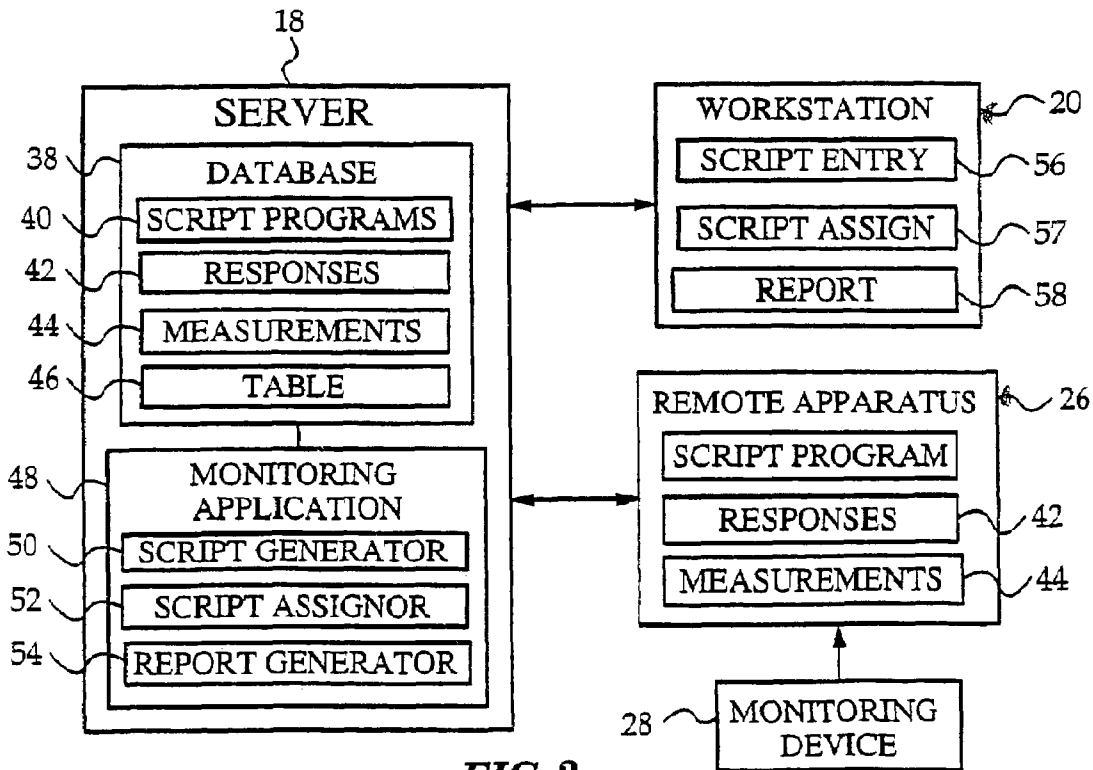 18
SERVER
38
DATABASE
40
SCRIPT PROGRAMS
42
RESPONSES
44
MEASUREMENTS
46
TABLE
48
MONITORING
APPLICATION
50
SCRIPT GENERATOR
52
SCRIPT ASSIGNOR
54
REPORT GENERATOR
WORKSTATION
20
SCRIPT ENTRY
56
SCRIPT ASSIGN
57
REPORT
58
REMOTE APPARATUS
26
SCRIPT PROGRAM
RESPONSES
42
MEASUREMENTS
44
28
MONITORING
DEVICE